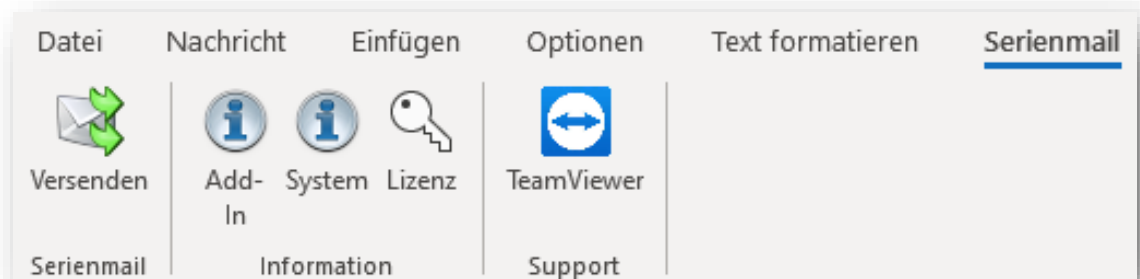 Datei Nachricht Einfügen Optionen Text formatieren Serienmail
Versenden Add- System Lizenz TeamViewer
In
Serienmail Information Support